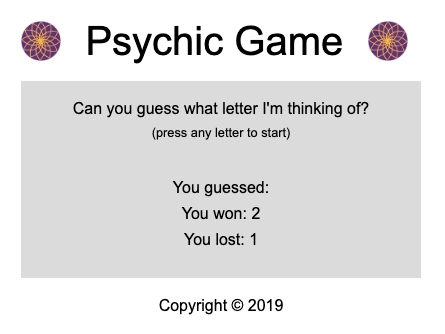 Psychic Game
Can you guess what letter I'm thinking of?
(press any letter to start)
You guessed:
You won: 2
You lost: 1
Copyright © 2019